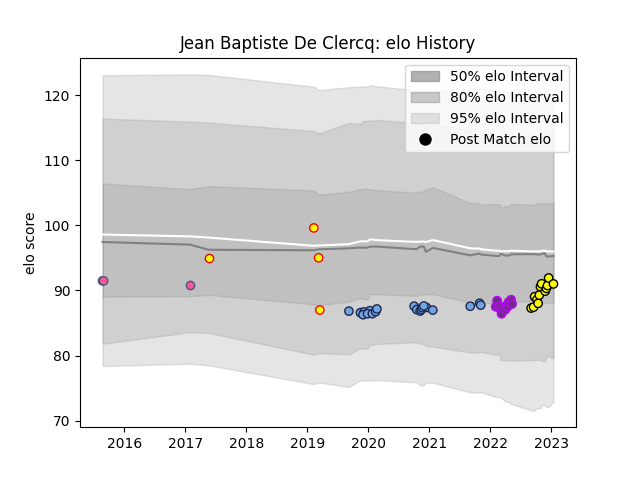 Jean Baptiste De Clercq: elo History
50% elo Interval
80% elo Interval
95% elo Interval
Post Match elo
elo score
120
110
100
90
80
70
2016 2017 2018 2019 2020 2021 2022 2023